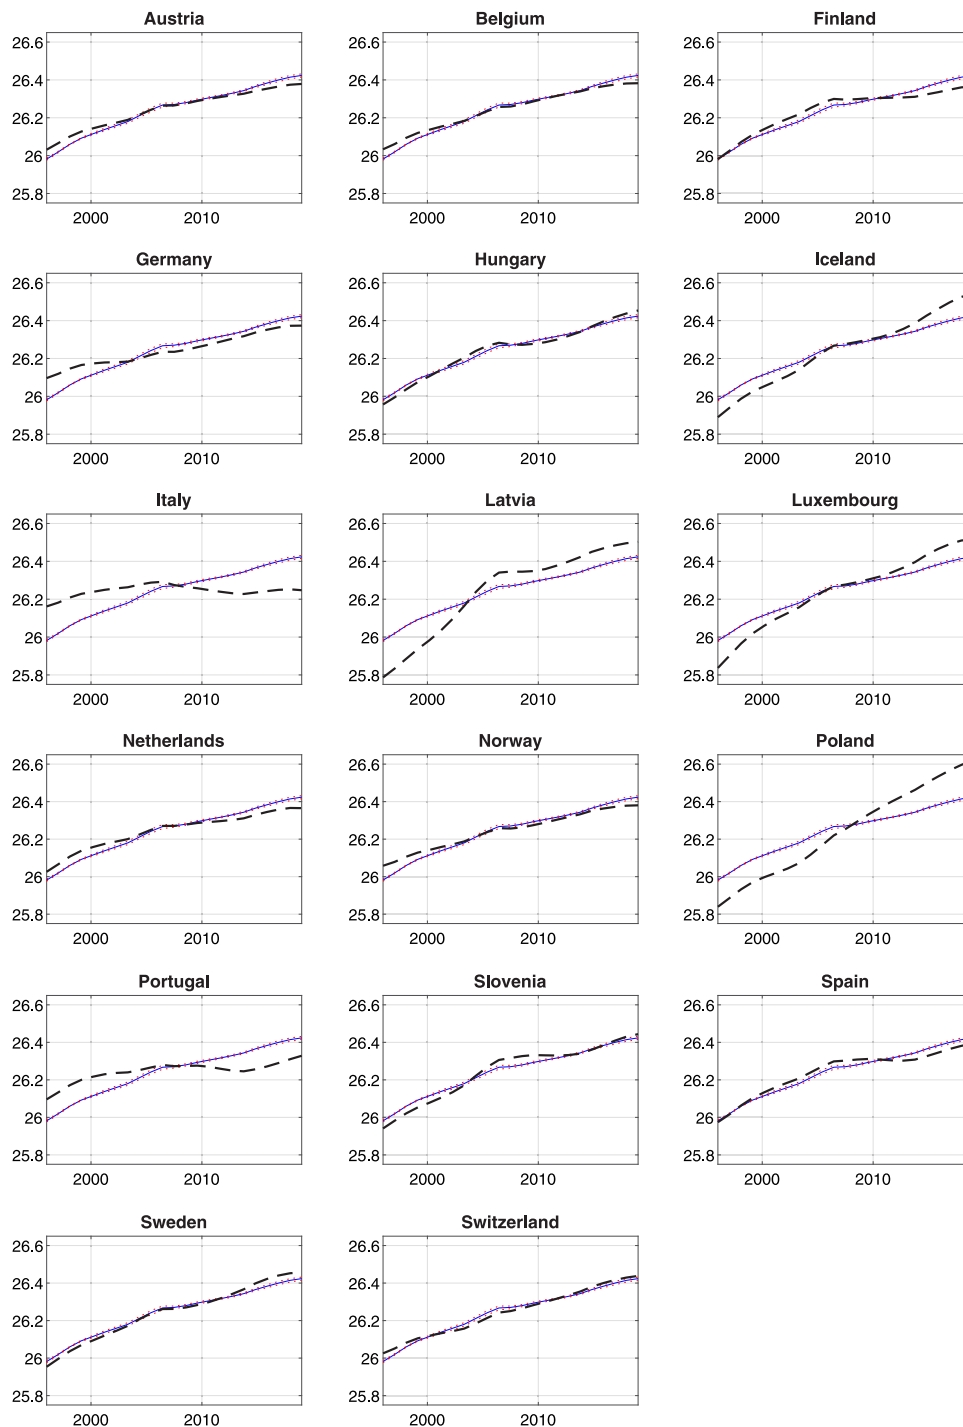 Austria Belgium Finland
26.6 26.6 26.6
26.4 26.4 26.4
26.2 26.2 26.2
26 26 26
25.8 25.8 25.8
2000 2010 2000 2010 2000 2010
Germany Hungary Iceland
26.6 26.6 26.6
26.4 26.4 26.4
26.2 26.2 26.2
26 26 26
25.8 25.8 25.8
2000 2010 2000 2010 2000 2010
Italy Latvia Luxembourg
26.6 26.6 26.6
26.4 26.4 26.4
26.2 26.2 26.2
26 26 26
25.8 25.8 25.8
2000 2010 2000 2010 2000 2010
Netherlands Norway Poland
26.6 26.6 26.6
26.4 26.4 26.4
26.2 26.2 26.2
26 26 26
25.8 25.8 25.8
2000 2010 2000 2010 2000 2010
Portugal Slovenia Spain
26.6 26.6 26.6
26.4 26.4 26.4
26.2 26.2 26.2
26 26 26
25.8 25.8 25.8
2000 2010 2000 2010 2000 2010
Sweden Switzerland
26.6 26.6
26.4 26.4
26.2 26.2
26 26
25.8 25.8
2000 2010 2000 2010